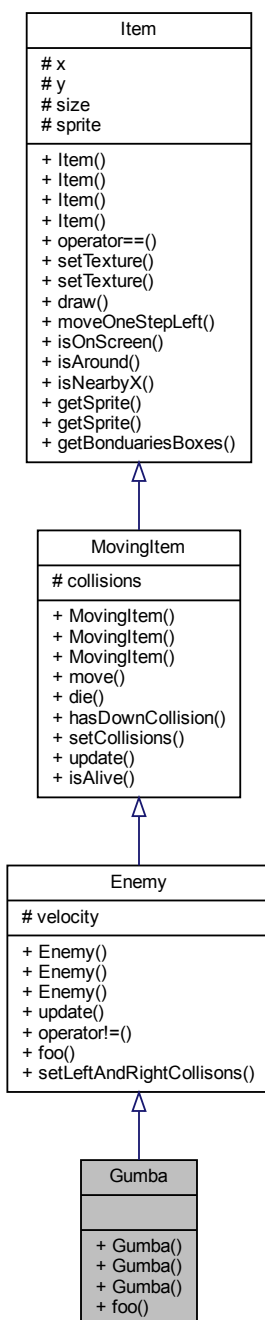 Item
# x
# y
# size
# sprite
+ Item()
+ Item()
+ Item()
+ Item()
+ operator==()
+ setTexture()
+ setTexture()
+ draw()
+ moveOneStepLeft()
+ isOnScreen()
+ isAround()
+ isNearbyX()
+ getSprite()
+ getSprite()
+ getBonduariesBoxes()
MovingItem
# collisions
+ MovingItem()
+ MovingItem()
+ MovingItem()
+ move()
+ die()
+ hasDownCollision()
+ setCollisions()
+ update()
+ isAlive()
Enemy
# velocity
+ Enemy()
+ Enemy()
+ Enemy()
+ update()
+ operator!=()
+ foo()
+ setLeftAndRightCollisons()
Gumba
+ Gumba()
+ Gumba()
+ Gumba()
+ foo()